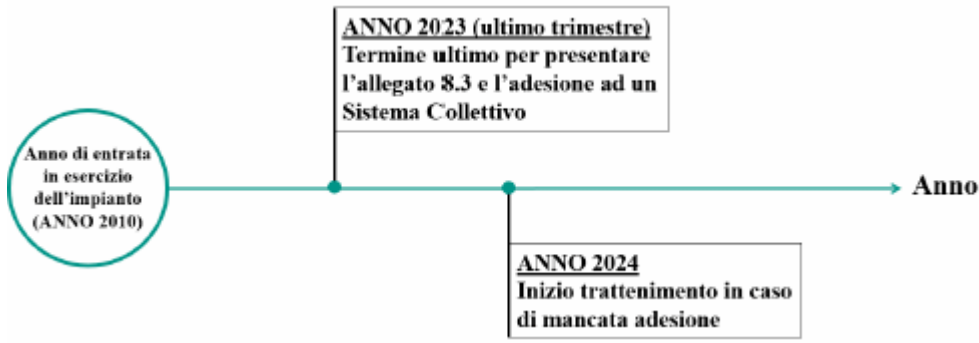 ANNO 2023 (ultimo trimestre)
Termine ultimo per presentare
l'allegato 8.3 e l'adesione ad un
Sistema Collettivo
Anno di entrata
in esercizio
dell'impianto
(ANNO 2010)
Anno
ANNO 2024
Inizio trattenimento in caso
di mancata adesione